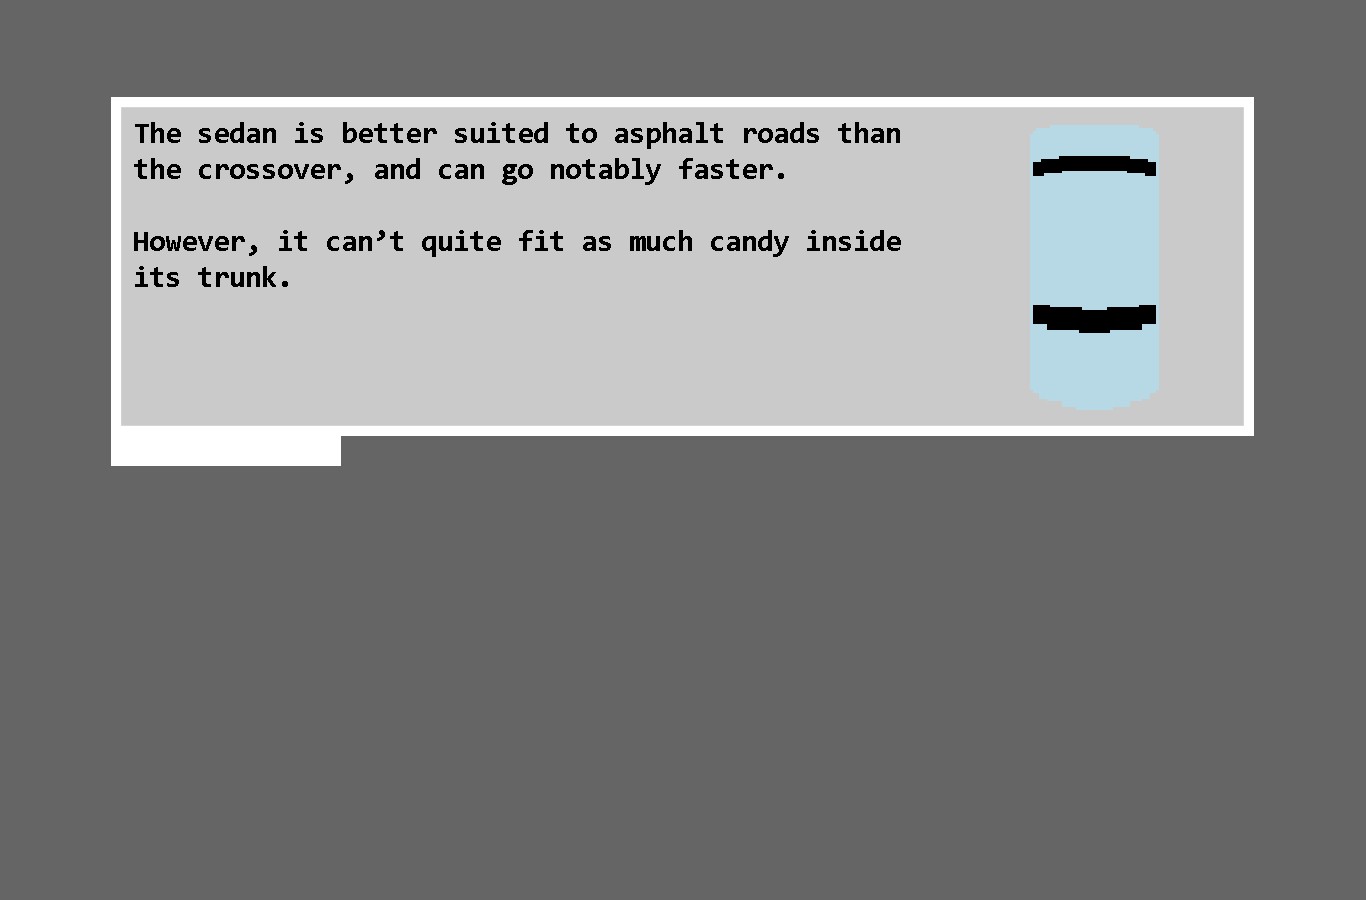 The sedan is better suited to asphalt roads than
the crossover, and can go notably faster.
However, it can’t quite fit as much candy inside
its trunk.